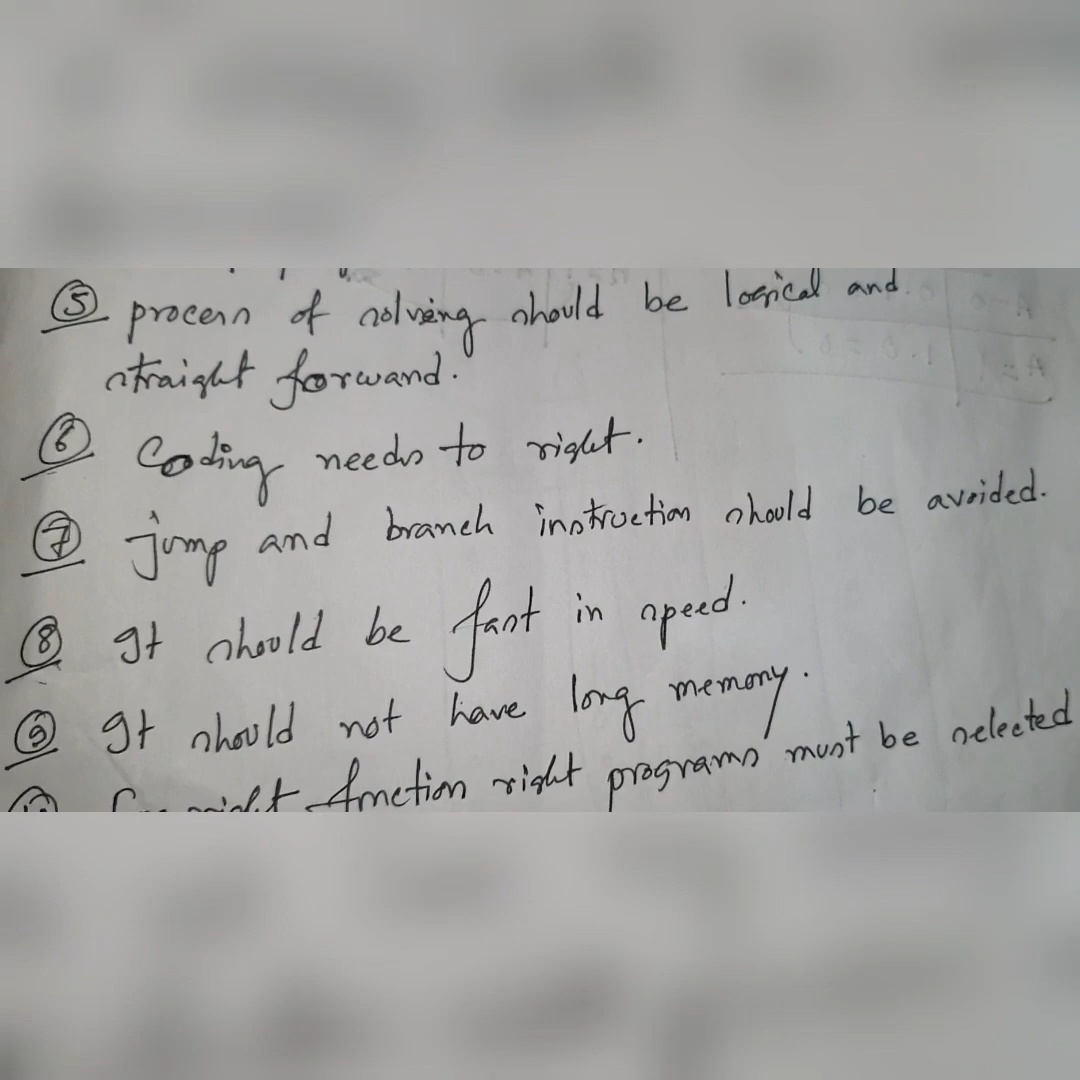 ⑤ process of solving should be logical and
straight forward.
⑥ Coding needs to right.
⑦ jump and branch instruction should be avoided.
⑧ It should be fast in speed.
⑨ It should not have long memory.
right function right programs must be selected